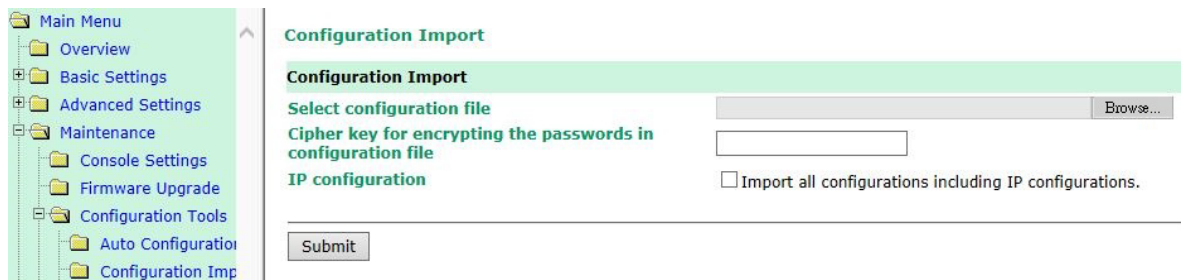 Main Menu
Overview
Basic Settings
Advanced Settings
Maintenance
Console Settings
Firmware Upgrade
Configuration Tools
Auto Configuration
Configuration Imp
Configuration Import
Configuration Import
Select configuration file
Browse...
Cipher key for encrypting the passwords in
configuration file
IP configuration
Import all configurations including IP configurations.
Submit